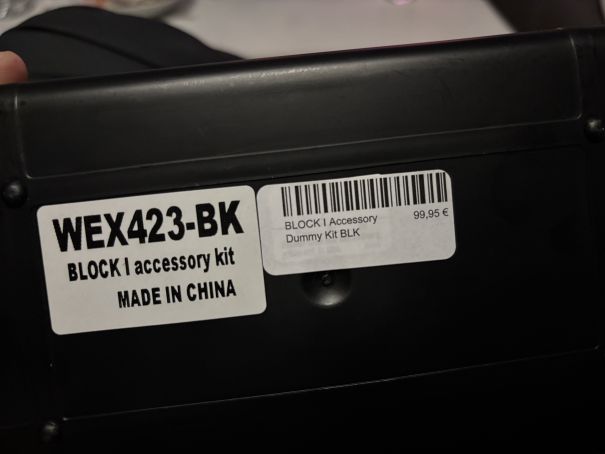 WEX423-BK
BLOCK I accessory kit
MADE IN CHINA
BLOCK I Accessory
Dummy Kit BLK
99,95 €